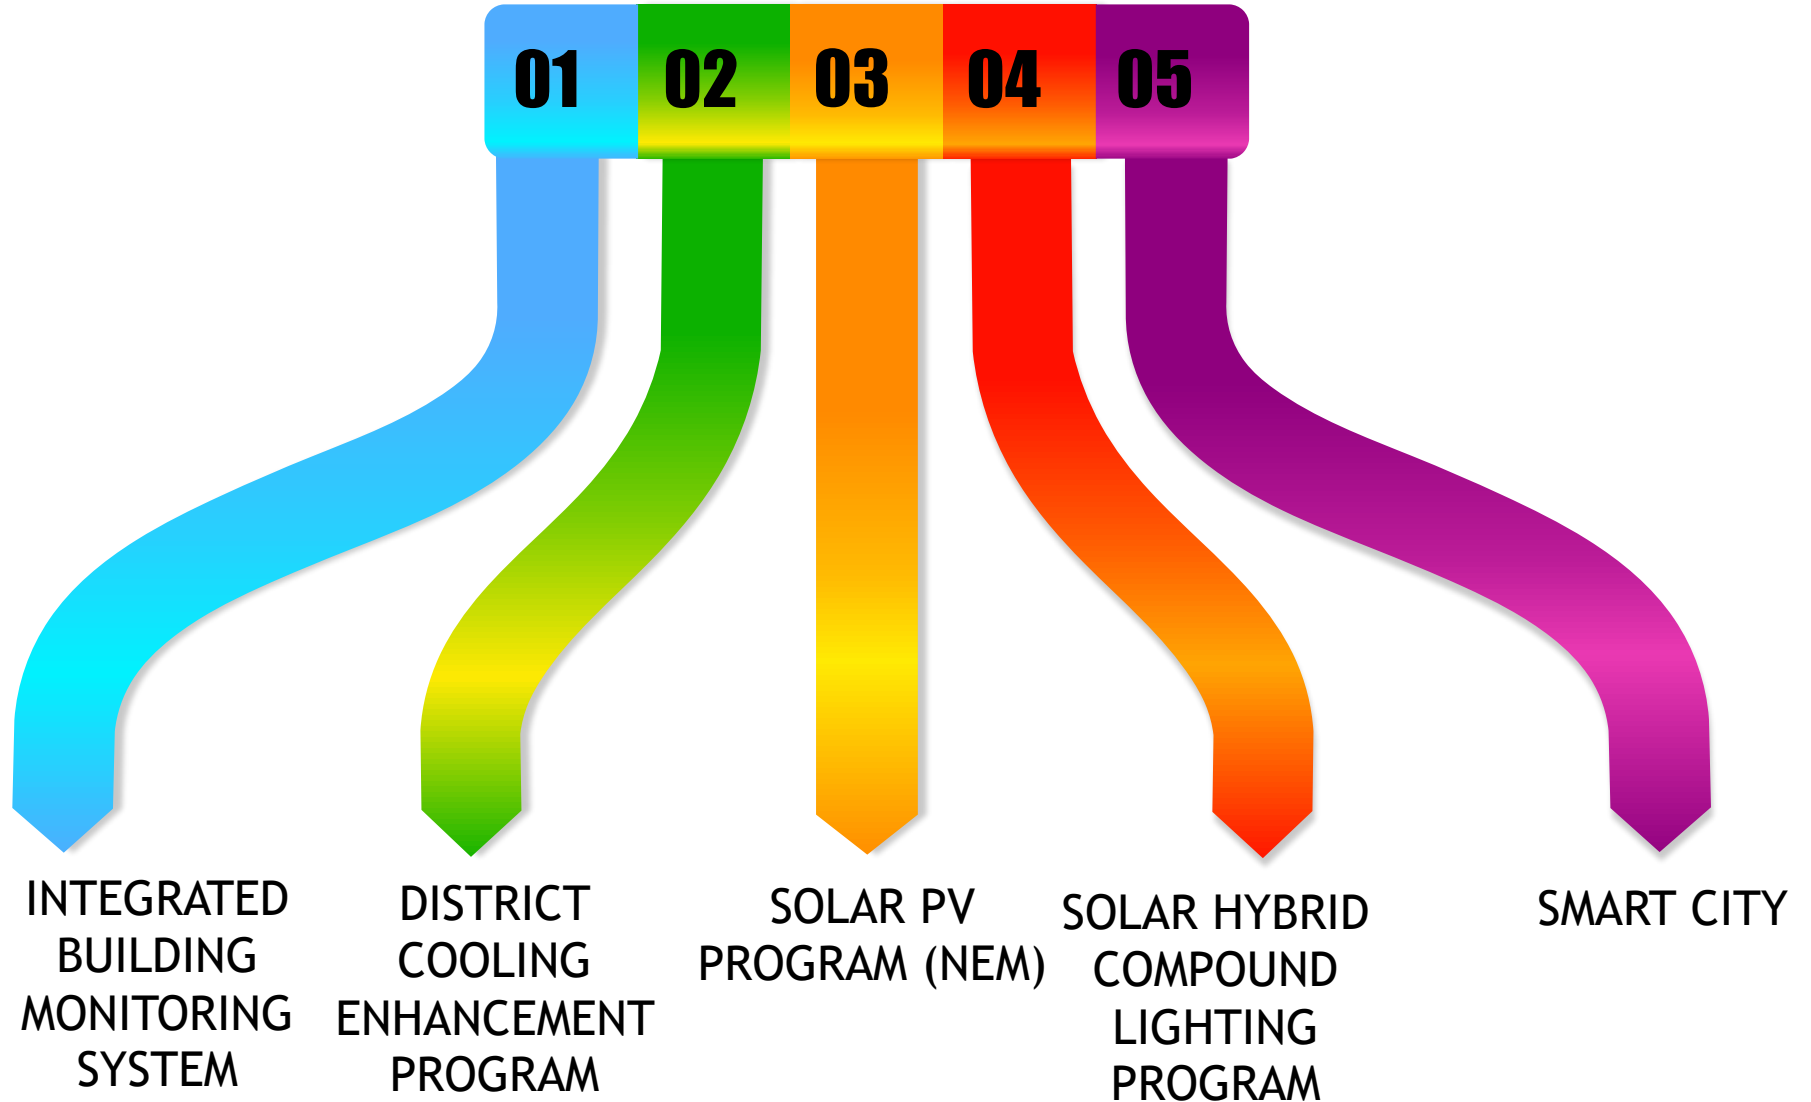 01 02 03 04 05
INTEGRATED
BUILDING
MONITORING
SYSTEM
DISTRICT
COOLING
ENHANCEMENT
PROGRAM
SOLAR PV
PROGRAM (NEM)
SOLAR HYBRID
COMPOUND
LIGHTING
PROGRAM
SMART CITY